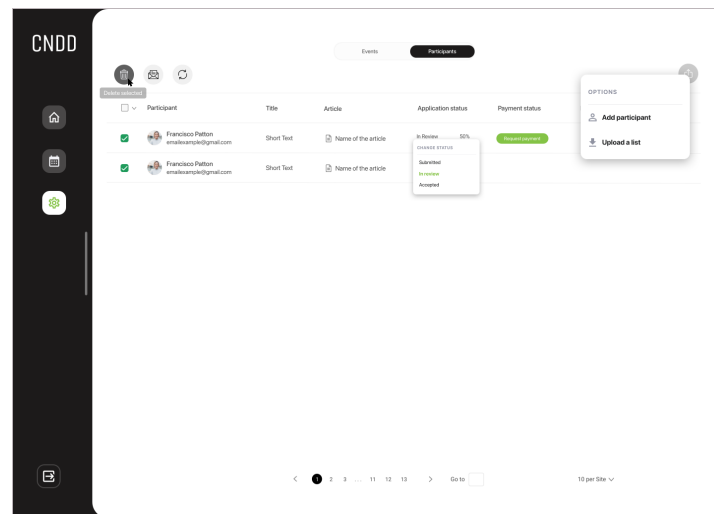 CNDD
Events
Participants
Delete selected
OPTIONS
Add participant
Upload a list
Participant
Title
Article
Application status
Payment status
Francisco Patton
emailexample@gmail.com
Short Text
Name of the article
In Review
50%
Request payment
CHANGE STATUS
Submitted
In review
Accepted
Francisco Patton
emailexample@gmail.com
Short Text
Name of the article
1 2 3 ... 11 12 13
Go to
10 per Site